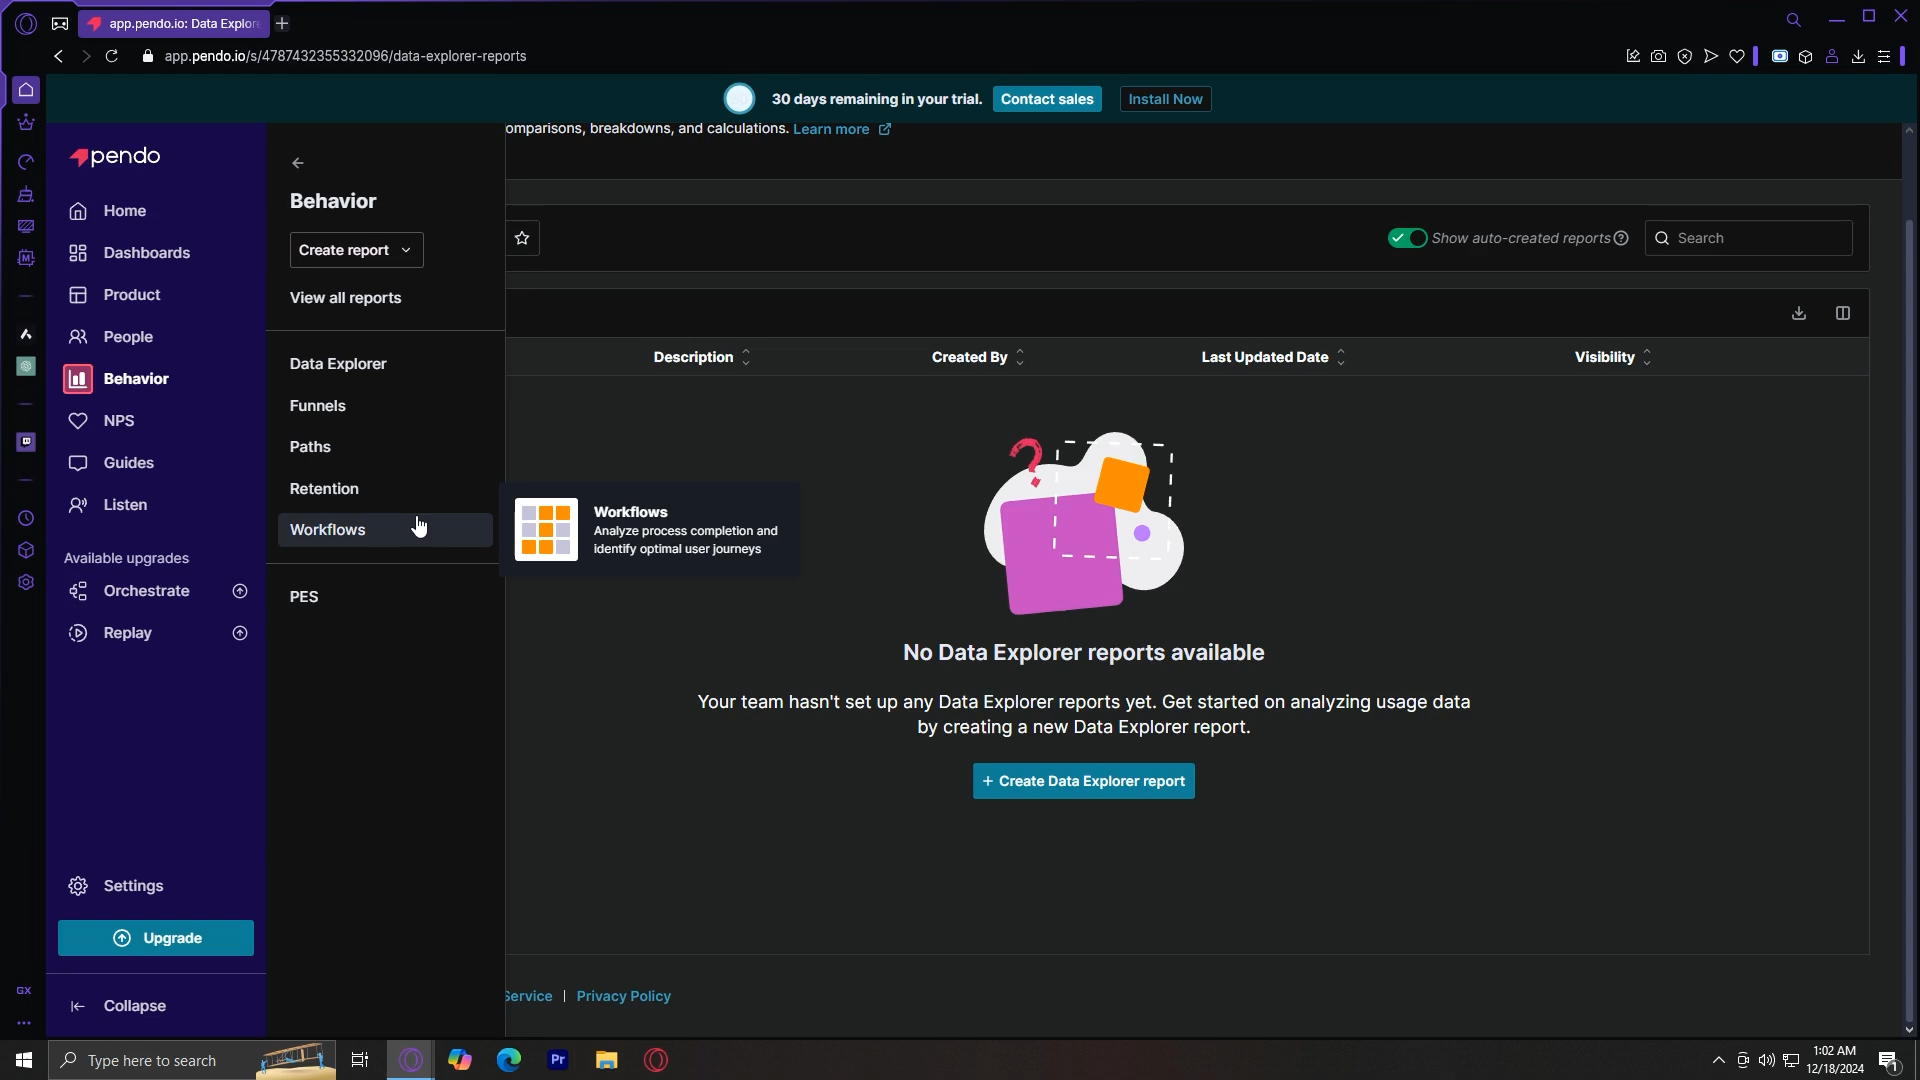 app.pendo.io: Data Explor
app.pendo.io/s/4787432355332096/data-explorer-reports
30 days remaining in your trial.
Contact sales
Install Now
omparisons, breakdowns, and calculations. Learn more
pendo
Home
Dashboards
Product
People
Behavior
NPS
Guides
Listen
Available upgrades
Orchestrate
Replay
Settings
Upgrade
Collapse
GX
Behavior
Create report
View all reports
Data Explorer
Funnels
Paths
Retention
Workflows
PES
Workflows
Analyze process completion and
identify optimal user journeys
Show auto-created reports
Search
Description
Created By
Last Updated Date
Visibility
No Data Explorer reports available
Your team hasn't set up any Data Explorer reports yet. Get started on analyzing usage data
by creating a new Data Explorer report.
+ Create Data Explorer report
Service | Privacy Policy
Type here to search
Pr
1:02 AM
12/18/2024
1